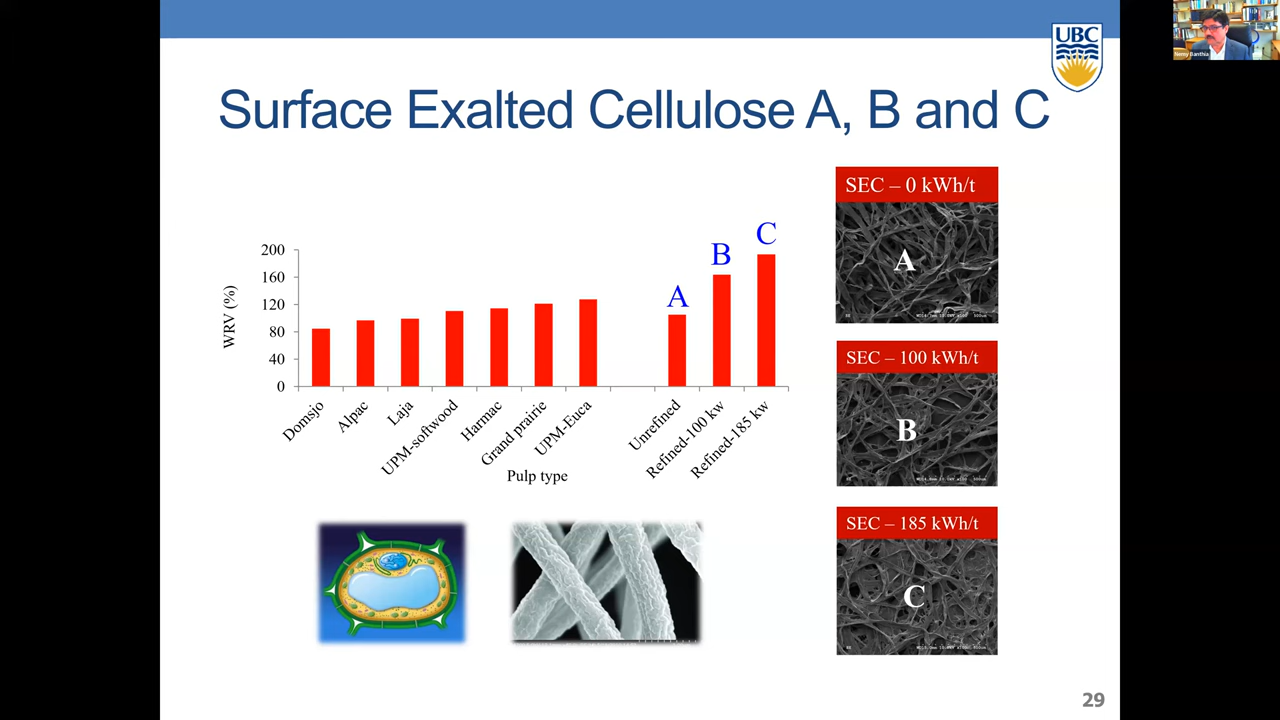 UBC
Nemy Banthia
Surface Exalted Cellulose A, B and C
WRV (%)
200
160
120
80
40
0
A
B
C
Domsjo
Alpac
Laja
UPM-softwood
Harmac
Grand prairie
UPM-Euca
Unrefined
Refined-100 kw
Refined-185 kw
Pulp type
SEC – 0 kWh/t
A
SEC – 100 kWh/t
B
SEC – 185 kWh/t
C
29